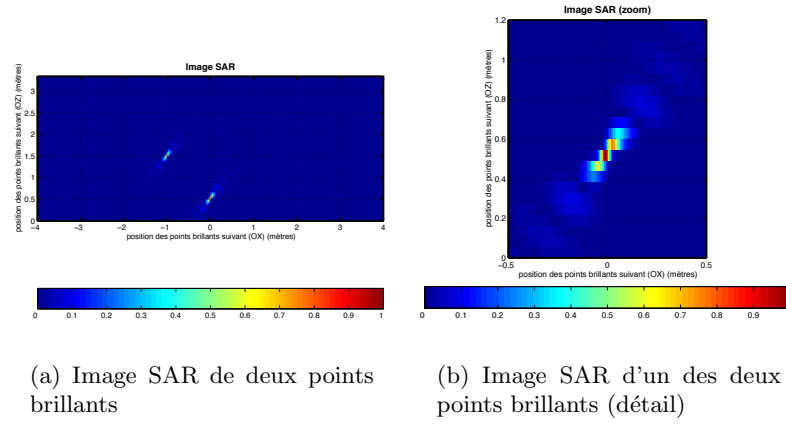 Image SAR
position des points brillants suivant (OZ) (mètres)
3
2.5
2
1.5
1
0.5
0
−4 −3 −2 −1 0 1 2 3 4
position des points brillants suivant (OX) (mètres)
0 0.1 0.2 0.3 0.4 0.5 0.6 0.7 0.8 0.9 1
(a) Image SAR de deux points
brillants
Image SAR (zoom)
position des points brillants suivant (OZ) (mètres)
1.2
1
0.8
0.6
0.4
0.2
0
−0.5 0 0.5
position des points brillants suivant (OX) (mètres)
0 0.1 0.2 0.3 0.4 0.5 0.6 0.7 0.8 0.9
(b) Image SAR d'un des deux
points brillants (détail)